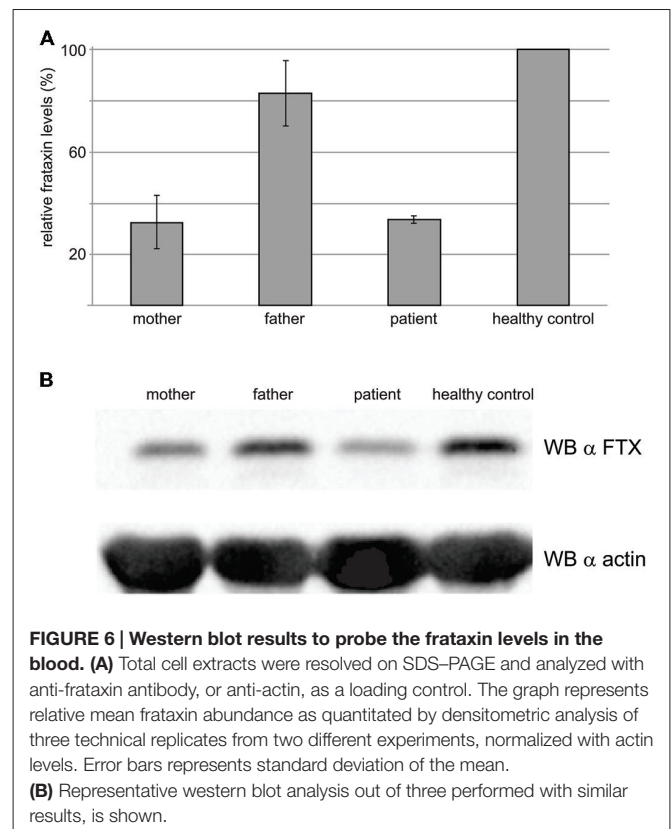 A
relative frataxin levels (%)
100
60
20
mother father patient healthy control
B
mother father patient healthy control
WB α FTX
WB α actin
FIGURE 6 | Western blot results to probe the frataxin levels in the
blood. (A) Total cell extracts were resolved on SDS–PAGE and analyzed with
anti-frataxin antibody, or anti-actin, as a loading control. The graph represents
relative mean frataxin abundance as quantitated by densitometric analysis of
three technical replicates from two different experiments, normalized with actin
levels. Error bars represents standard deviation of the mean.
(B) Representative western blot analysis out of three performed with similar
results, is shown.